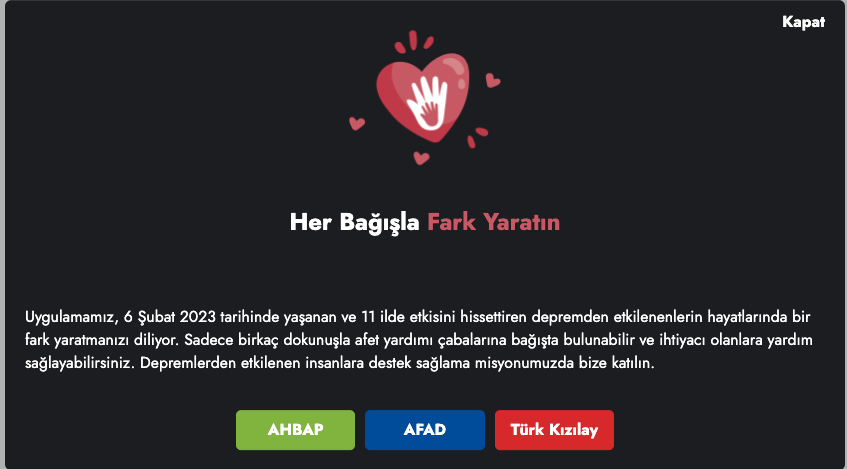 Kapat
Her Bağışla Fark Yaratın
Uygulamamız, 6 Şubat 2023 tarihinde yaşanan ve 11 ilde etkisini hissettiren depremden etkilenenlerin hayatlarında bir
fark yaratmanızı diliyor. Sadece birkaç dokunuşla afet yardımı çabalarına bağışta bulunabilir ve ihtiyacı olanlara yardım
sağlayabilirsiniz. Depremlerden etkilenen insanlara destek sağlama misyonumuzda bize katılın.
AHBAP AFAD Türk Kızılay